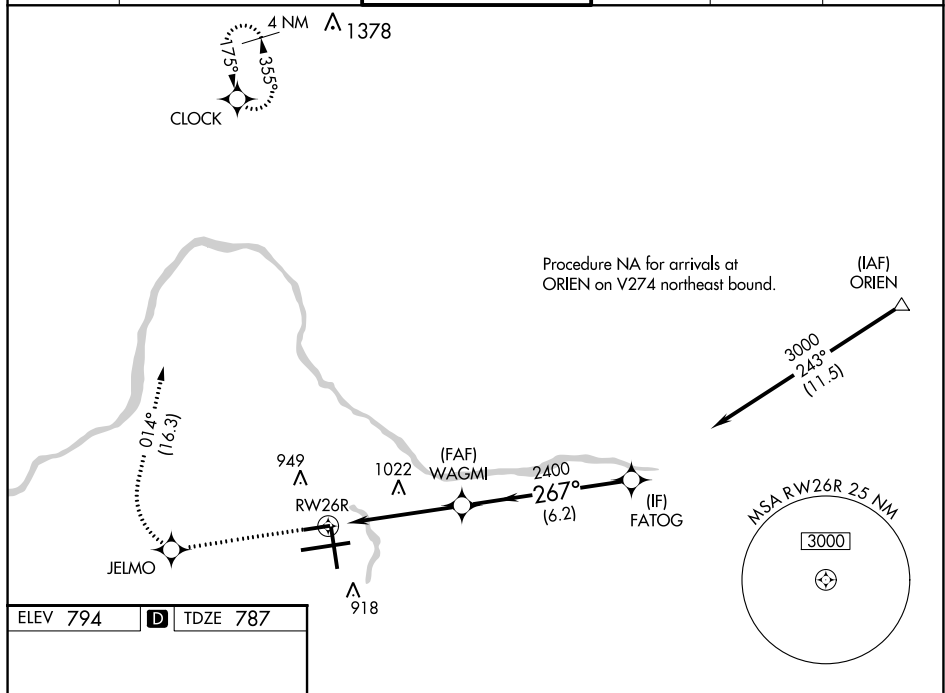 4 NM
1378
175°
355°
CLOCK
Procedure NA for arrivals at
ORIEN on V274 northeast bound.
(IAF)
ORIEN
3000
243°
(11.5)
014°
(16.3)
949
1022
(FAF)
WAGMI
2400
267°
(6.2)
(IF)
FATOG
RW26R
JELMO
918
MSA RW26R 25 NM
3000
ELEV 794 D TDZE 787